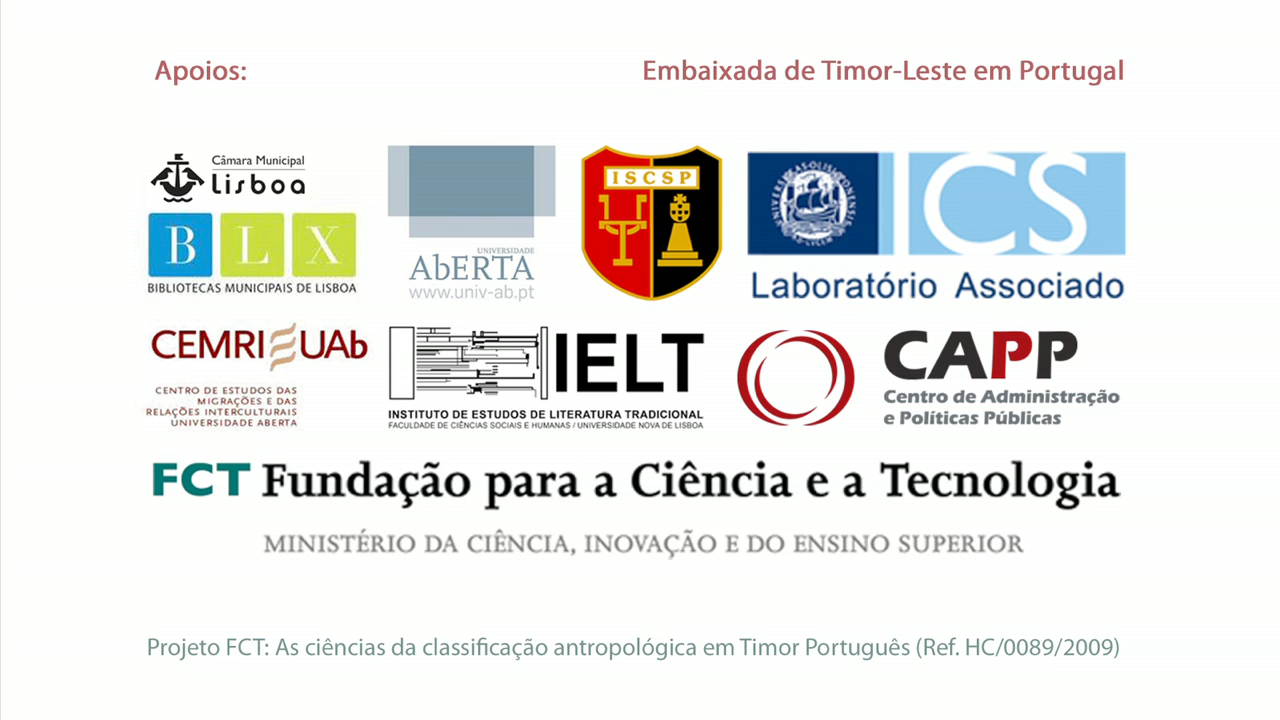 Apoios:
Embaixada de Timor-Leste em Portugal
Câmara Municipal
Lisboa
B L X
BIBLIOTECAS MUNICIPAIS DE LISBOA
UNIVERSIDADE
AbERTA
www.univ-ab.pt
ISCSP
ICS
Laboratório Associado
CEMRI UAb
CENTRO DE ESTUDOS DAS
MIGRAÇÕES E DAS
RELAÇÕES INTERCULTURAIS
UNIVERSIDADE ABERTA
IELT
INSTITUTO DE ESTUDOS DE LITERATURA TRADICIONAL
FACULDADE DE CIÊNCIAS SOCIAIS E HUMANAS / UNIVERSIDADE NOVA DE LISBOA
CAPP
Centro de Administração
e Políticas Públicas
FCT Fundação para a Ciência e a Tecnologia
MINISTÉRIO DA CIÊNCIA, INOVAÇÃO E DO ENSINO SUPERIOR
Projeto FCT: As ciências da classificação antropológica em Timor Português (Ref. HC/0089/2009)